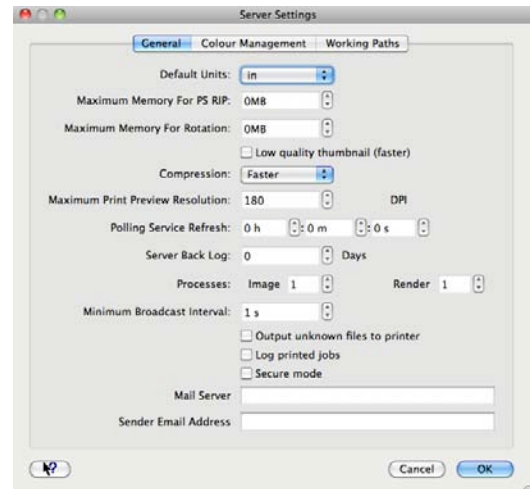 Server Settings
General Colour Management Working Paths
Default Units: in
Maximum Memory For PS RIP: 0MB
Maximum Memory For Rotation: 0MB
Low quality thumbnail (faster)
Compression: Faster
Maximum Print Preview Resolution: 180 DPI
Polling Service Refresh: 0 h : 0 m : 0 s
Server Back Log: 0 Days
Processes: Image 1 Render 1
Minimum Broadcast Interval: 1 s
Output unknown files to printer
Log printed jobs
Secure mode
Mail Server
Sender Email Address
? Cancel OK